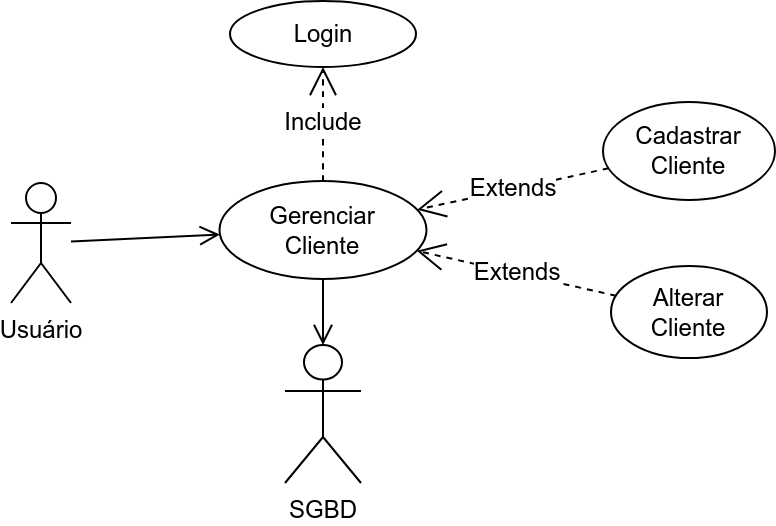 Login
Include
Cadastrar
Cliente
Extends
Gerenciar
Cliente
Extends
Alterar
Cliente
Usuário
SGBD